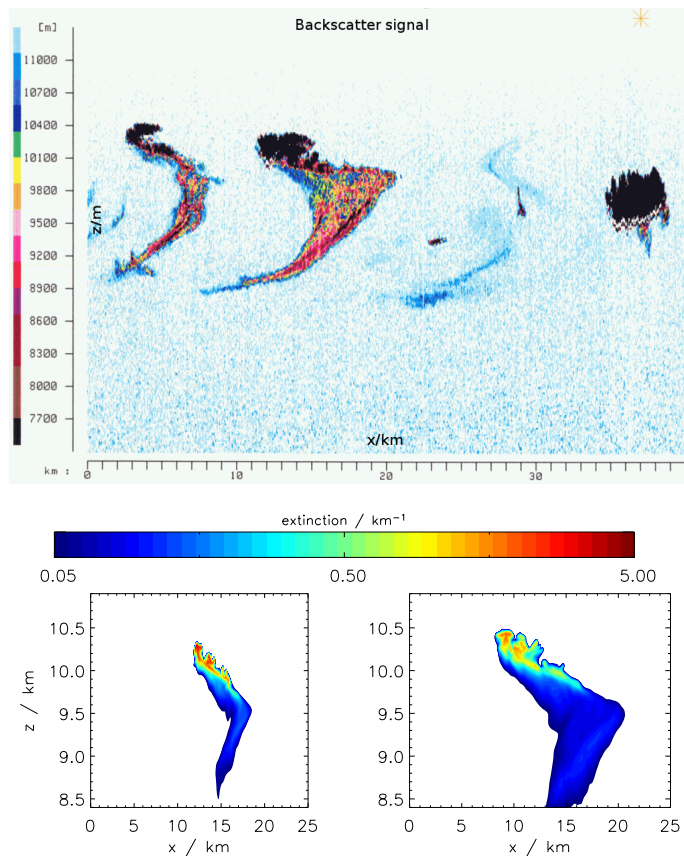 Backscatter signal
[m]
11000
10700
10400
10100
9800
9500
9200
8900
8600
8300
8000
7700
z/m
x/km
km : 0 10 20 30
extinction / km⁻¹
0.05 0.50 5.00
10.5 10.5
10.0 10.0
z / km
9.5 9.5
9.0 9.0
8.5 8.5
0 5 10 15 20 25 0 5 10 15 20 25
x / km x / km